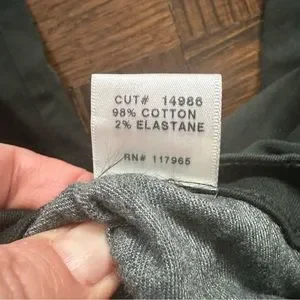 CUT# 14986
98% COTTON
2% ELASTANE
RN# 117965